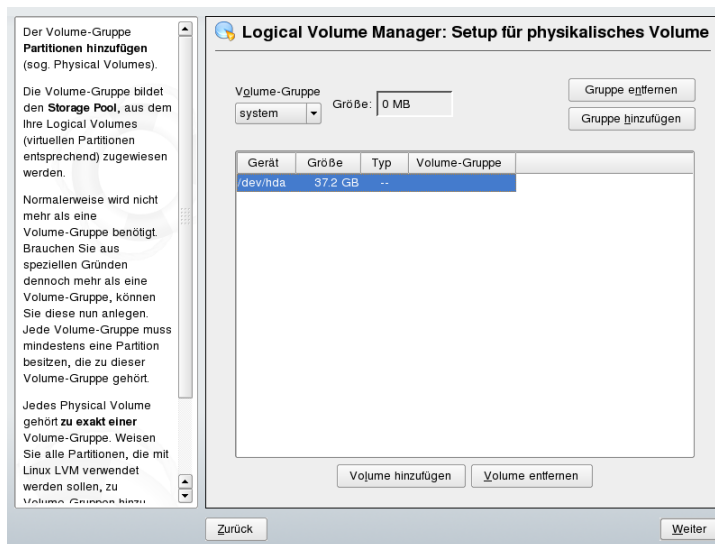 Der Volume-Gruppe
Partitionen hinzufügen
(sog. Physical Volumes).
Die Volume-Gruppe bildet
den Storage Pool, aus dem
Ihre Logical Volumes
(virtuellen Partitionen
entsprechend) zugewiesen
werden.
Normalerweise wird nicht
mehr als eine
Volume-Gruppe benötigt.
Brauchen Sie aus
speziellen Gründen
dennoch mehr als eine
Volume-Gruppe, können
Sie diese nun anlegen.
Jede Volume-Gruppe muss
mindestens eine Partition
besitzen, die zu dieser
Volume-Gruppe gehört.
Jedes Physical Volume
gehört zu exakt einer
Volume-Gruppe. Weisen
Sie alle Partitionen, die mit
Linux LVM verwendet
werden sollen, zu
Volume-Gruppen hinzu
Logical Volume Manager: Setup für physikalisches Volume
Volume-Gruppe
system
Größe: 0 MB
Gruppe entfernen
Gruppe hinzufügen
Gerät Größe Typ Volume-Gruppe
/dev/hda 37.2 GB --
Volume hinzufügen Volume entfernen
Zurück Weiter